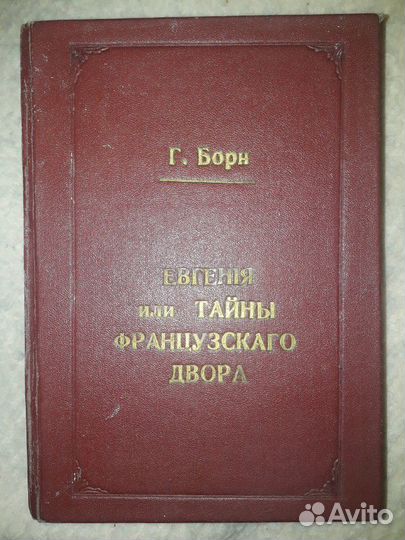 Г. Борн
ЕВГЕНІЯ
или ТАЙНЫ
ФРАНЦУЗСКАГО
ДВОРА
Avito